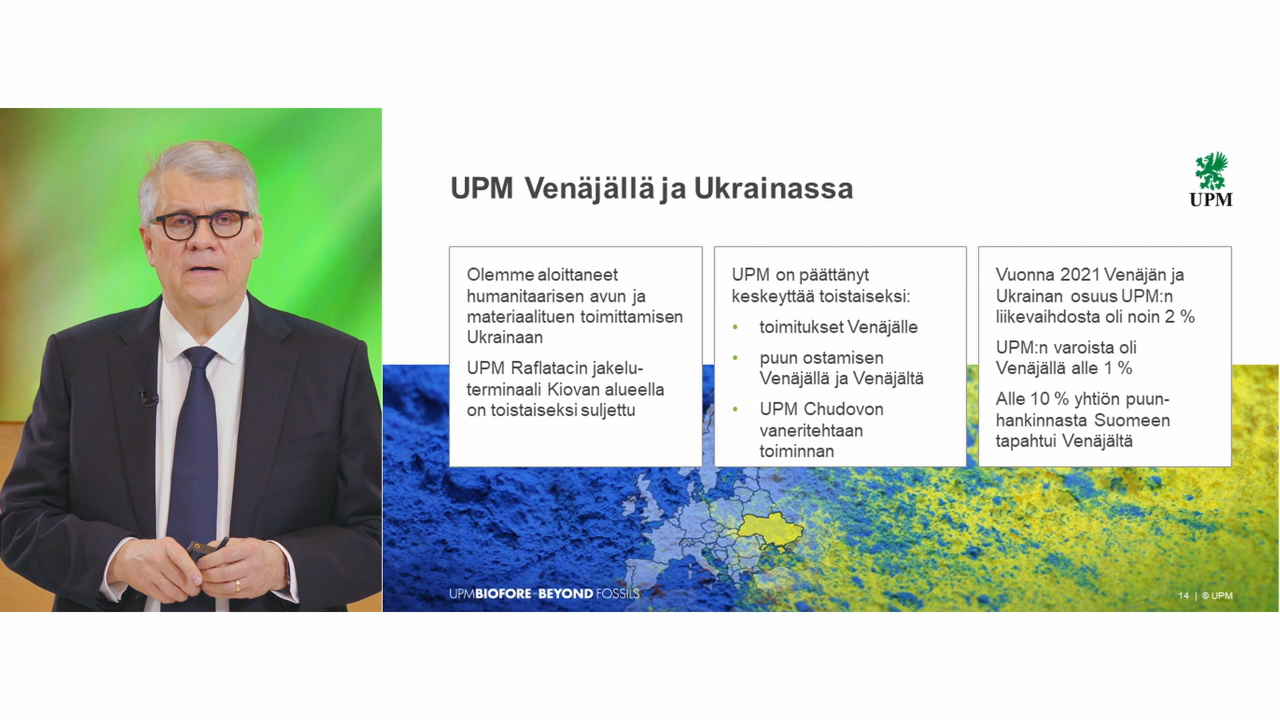 UPM Venäjällä ja Ukrainassa
UPM
Olemme aloittaneet
humanitaarisen avun ja
materiaalituen toimittamisen
Ukrainaan
UPM Raflatacin jakelu-
terminaali Kiovan alueella
on toistaiseksi suljettu
UPM on päättänyt
keskeyttää toistaiseksi:
• toimitukset Venäjälle
• puun ostamisen
Venäjällä ja Venäjältä
• UPM Chudovon
vaneritehtaan
toiminnan
Vuonna 2021 Venäjän ja
Ukrainan osuus UPM:n
liikevaihdosta oli noin 2 %
UPM:n varoista oli
Venäjällä alle 1 %
Alle 10 % yhtiön puun-
hankinnasta Suomeen
tapahtui Venäjältä
UPM BIOFORE-BEYOND FOSSILS
14 | © UPM